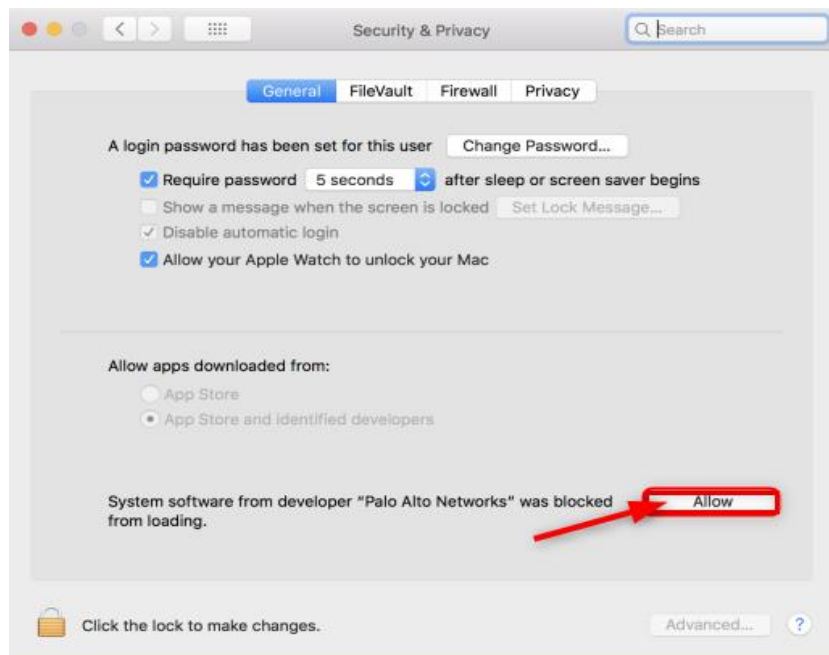 Security & Privacy
Search
General FileVault Firewall Privacy
A login password has been set for this user Change Password...
Require password 5 seconds after sleep or screen saver begins
Show a message when the screen is locked Set Lock Message...
Disable automatic login
Allow your Apple Watch to unlock your Mac
Allow apps downloaded from:
App Store
App Store and identified developers
System software from developer "Palo Alto Networks" was blocked Allow
from loading.
Click the lock to make changes.
Advanced... ?